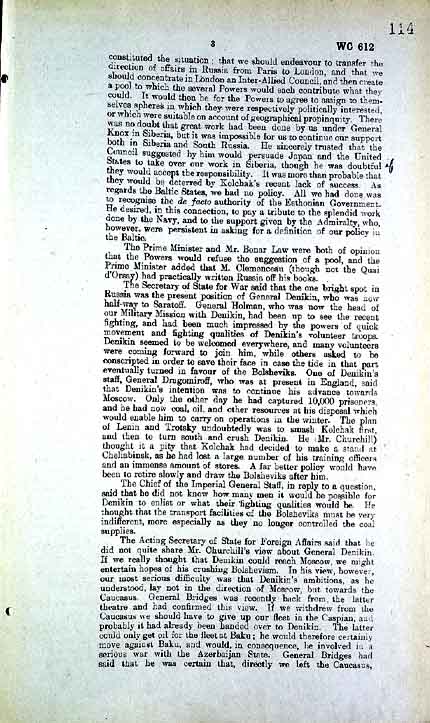 114
3
WC 612
constituted the situation ; that we should endeavour to transfer the
direction of affairs in Russia from Paris to London, and that we
should concentrate in London an Inter-Allied Council, and then create
a pool to which the several Powers would each contribute what they
could. It would then be for the Powers to agree to assign to them-
selves spheres in which they were respectively politically interested,
or which were suitable on account of geographical propinquity. There
was no doubt that great work had been done by us under General
Knox in Siberia, but it was impossible for us to continue our support
both in Siberia and South Russia. He sincerely trusted that the
Council suggested by him would persuade Japan and the United
States to take over our work in Siberia, though he was doubtful if
they would accept the responsibility. It was more than probable that
they would be deterred by Kolchak's recent lack of success. As
regards the Baltic States, we had no policy. All we had done was
to recognise the de facto authority of the Esthonian Government.
He desired, in this connection, to pay a tribute to the splendid work
done by the Navy, and to the support given by the Admiralty, who,
however, were persistent in asking for a definition of our policy in
the Baltic.
The Prime Minister and Mr. Bonar Law were both of opinion
that the Powers would refuse the suggestion of a pool, and the
Prime Minister added that M. Clemenceau (though not the Quai
d'Orsay) had practically written Russia off his books.
The Secretary of State for War said that the one bright spot in
Russia was the present position of General Denikin, who was now
half-way to Saratoff. General Holman, who was now the head of
our Military Mission with Denikin, had been up to see the recent
fighting, and had been much impressed by the powers of quick
movement and fighting qualities of Denikin's volunteer troops.
Denikin seemed to be welcomed everywhere, and many volunteers
were coming forward to join him, while others asked to be
conscripted in order to save their face in case the tide in that part
eventually turned in favour of the Bolsheviks. One of Denikin's
staff, General Dragomiroff, who was at present in England, said
that Denikin's intention was to continue his advance towards
Moscow. Only the other day he had captured 10,000 prisoners,
and he had now coal, oil, and other resources at his disposal which
would enable him to carry on operations in the winter. The plan
of Lenin and Trotsky undoubtedly was to smash Kolchak first,
and then to turn south and crush Denikin. He (Mr. Churchill)
thought it a pity that Kolchak had decided to make a stand at
Cheliabinsk, as he had lost a large number of his training officers
and an immense amount of stores. A far better policy would have
been to retire slowly and draw the Bolsheviks after him.
The Chief of the Imperial General Staff, in reply to a question,
said that he did not know how many men it would be possible for
Denikin to enlist or what their fighting qualities would be. He
thought that the transport facilities of the Bolsheviks must be very
indifferent, more especially as they no longer controlled the coal
supplies.
The Acting Secretary of State for Foreign Affairs said that he
did not quite share Mr. Churchill's view about General Denikin.
If we really thought that Denikin could reach Moscow, we might
entertain hopes of his crushing Bolshevism. In his view, however,
our most serious difficulty was that Denikin's ambitions, as he
understood, lay not in the direction of Moscow, but towards the
Caucasus. General Bridges was recently back from the latter
theatre and had confirmed this view. If we withdrew from the
Caucasus we should have to give up our fleet in the Caspian, and
probably it had already been handed over to Denikin. The latter
could only get oil for the fleet at Baku ; he would therefore certainly
move against Baku, and would, in consequence, be involved in a
serious war with the Azerbaijan State. General Bridges had
said that he was certain that, directly we left the Caucasus,